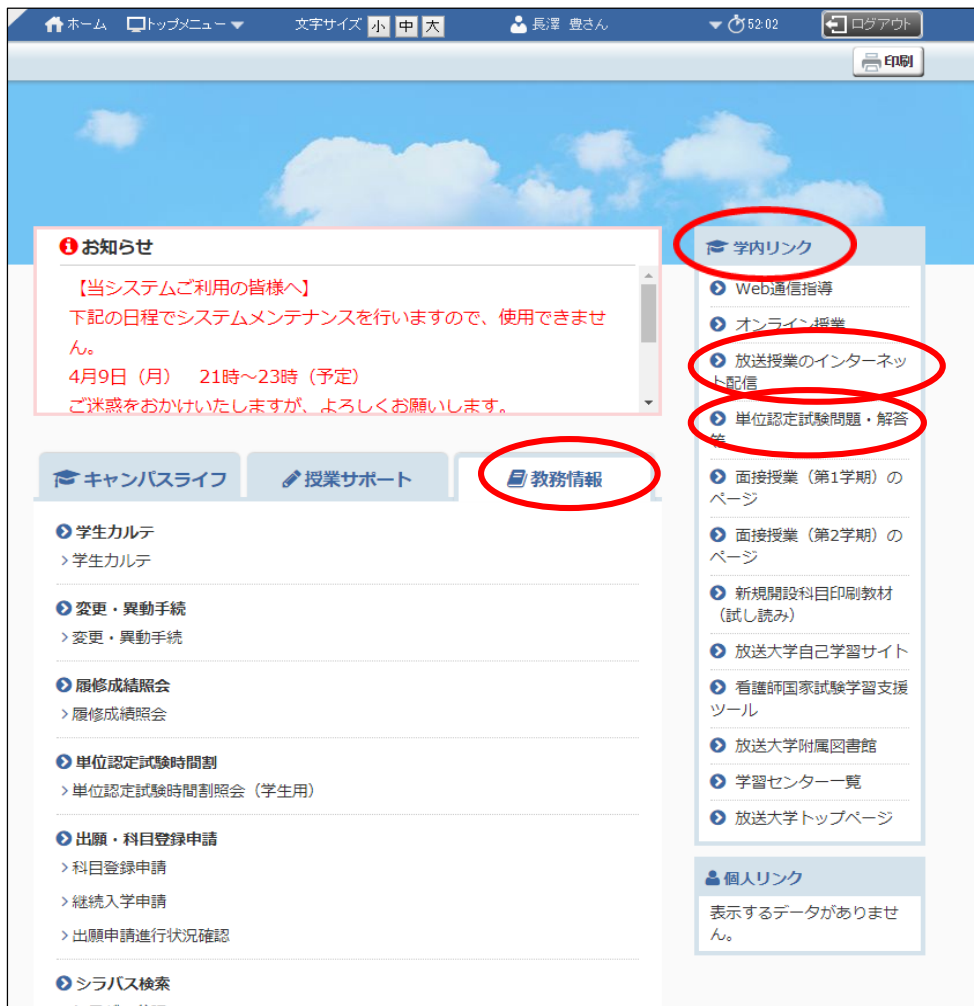 ホーム トップメニュー 文字サイズ 小 中 大 長澤 豊さん 52:02 ログアウト
印刷
お知らせ
【当システムご利用の皆様へ】
下記の日程でシステムメンテナンスを行いますので、使用できませ
ん。
4月9日（月） 21時～23時（予定）
ご迷惑をおかけいたしますが、よろしくお願いします。
キャンパスライフ 授業サポート 教務情報
学生カルテ
学生カルテ
変更・異動手続
変更・異動手続
履修成績照会
履修成績照会
単位認定試験時間割
単位認定試験時間割照会（学生用）
出願・科目登録申請
科目登録申請
継続入学申請
出願申請進行状況確認
シラバス検索
学内リンク
Web通信指導
オンライン授業
放送授業のインターネッ
ト配信
単位認定試験問題・解答
等
面接授業（第1学期）の
ページ
面接授業（第2学期）の
ページ
新規開設科目印刷教材
（試し読み）
放送大学自己学習サイト
看護師国家試験学習支援
ツール
放送大学附属図書館
学習センター一覧
放送大学トップページ
個人リンク
表示するデータがありませ
ん。